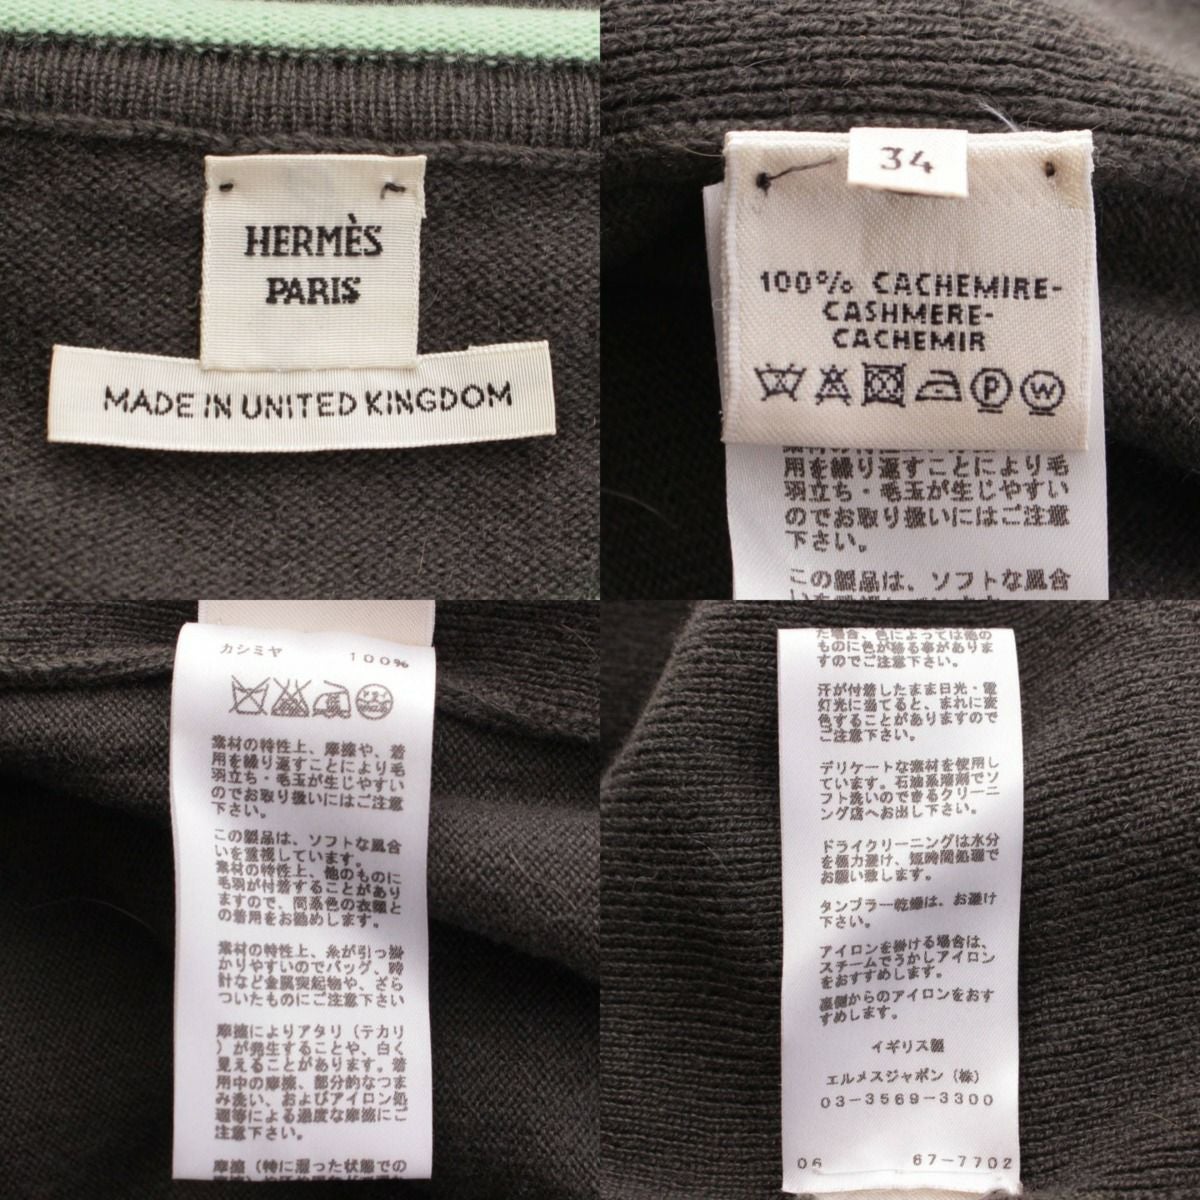 HERMÈS
PARIS
MADE IN UNITED KINGDOM
34
100% CACHEMIRE-
CASHMERE-
CACHEMIR
P
W
用を繰り返すことにより毛
羽立ち・毛玉が生じやすい
のでお取り扱いにはご注意
下さい。
この製品は、ソフトな風合
カシミヤ 100%
素材の特性上、摩擦や、着
用を繰り返すことにより毛
羽立ち・毛玉が生じやすい
のでお取り扱いにはご注意
下さい。
この製品は、ソフトな風合
いを重視しています。
素材の特性上、他のものに
毛羽が付着することがあり
ますので、同系色の衣服と
の着用をお勧めします。
素材の特性上、糸が引っ掛
かりやすいのでバッグ、時
計など金属突起物や、ざら
ついたものにご注意下さい
摩擦によりアタリ（テカリ
）が発生することや、白く
見えることがあります。着
用中の摩擦、部分的なつま
み洗い、およびアイロン処
理等による過度な摩擦にご
注意下さい。
摩擦（特に湿った状態での
た場合、色によっては他の
ものに色が移る事がありま
すのでご注意下さい。
汗が付着したまま日光・電
灯光に当てると、まれに変
色することがありますので
ご注意下さい。
デリケートな素材を使用し
ています。石油系溶剤でソ
フト洗いのできるクリーニ
ング店へお出し下さい。
ドライクリーニングは水分
を極力避け、短時間処理で
お願い致します。
タンブラー乾燥は、お避け
下さい。
アイロンを掛ける場合は、
スチームでうかしアイロン
をおすすめします。
裏側からのアイロンをおす
すめします。
イギリス製
エルメスジャポン（株）
03-3569-3300
06 67-7702